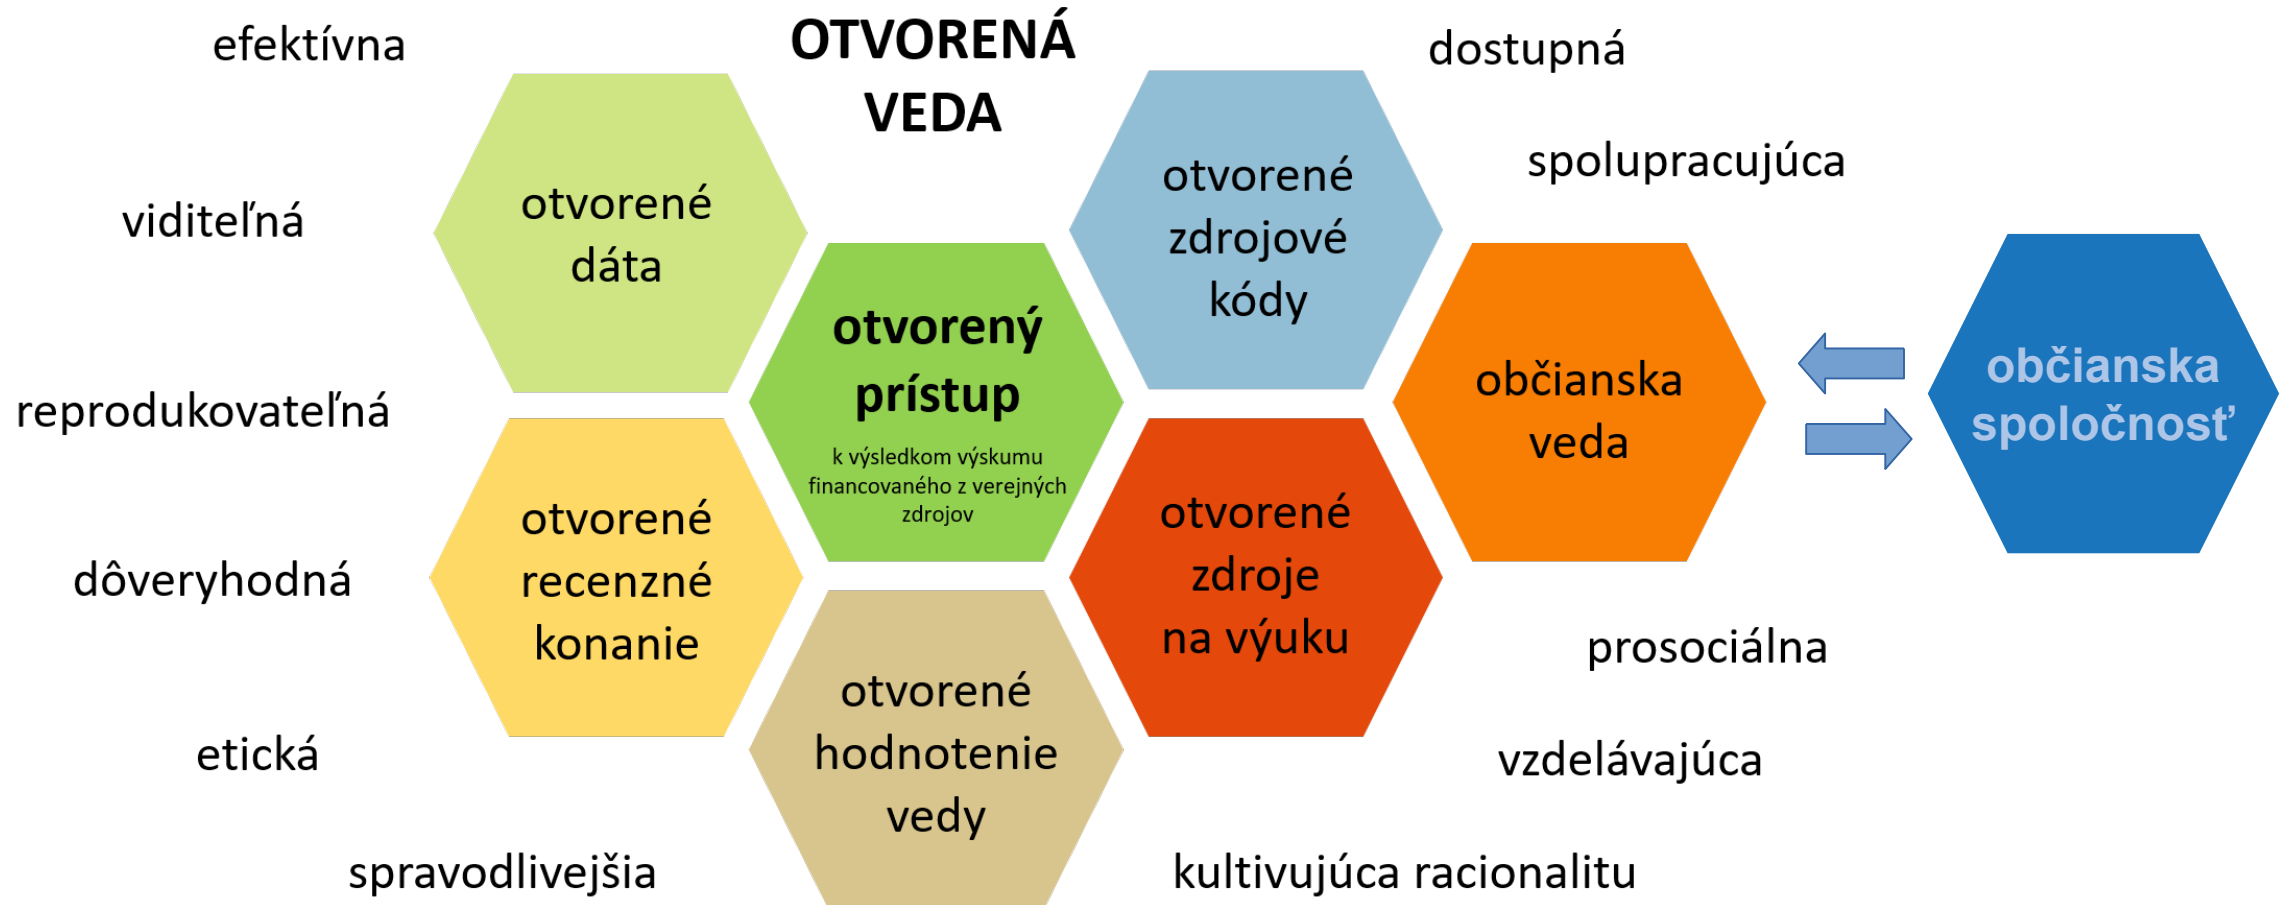 OTVORENÁ
VEDA
efektívna
viditeľná
reprodukovateľná
dôveryhodná
etická
spravodlivejšia
otvorené
dáta
otvorené
recenzné
konanie
otvorený
prístup
k výsledkom výskumu
financovaného z verejných
zdrojov
otvorené
hodnotenie
vedy
otvorené
zdrojové
kódy
otvorené
zdroje
na výuku
občianska
veda
občianska
spoločnosť
dostupná
spolupracujúca
prosociálna
vzdelávajúca
kultivujúca racionalitu